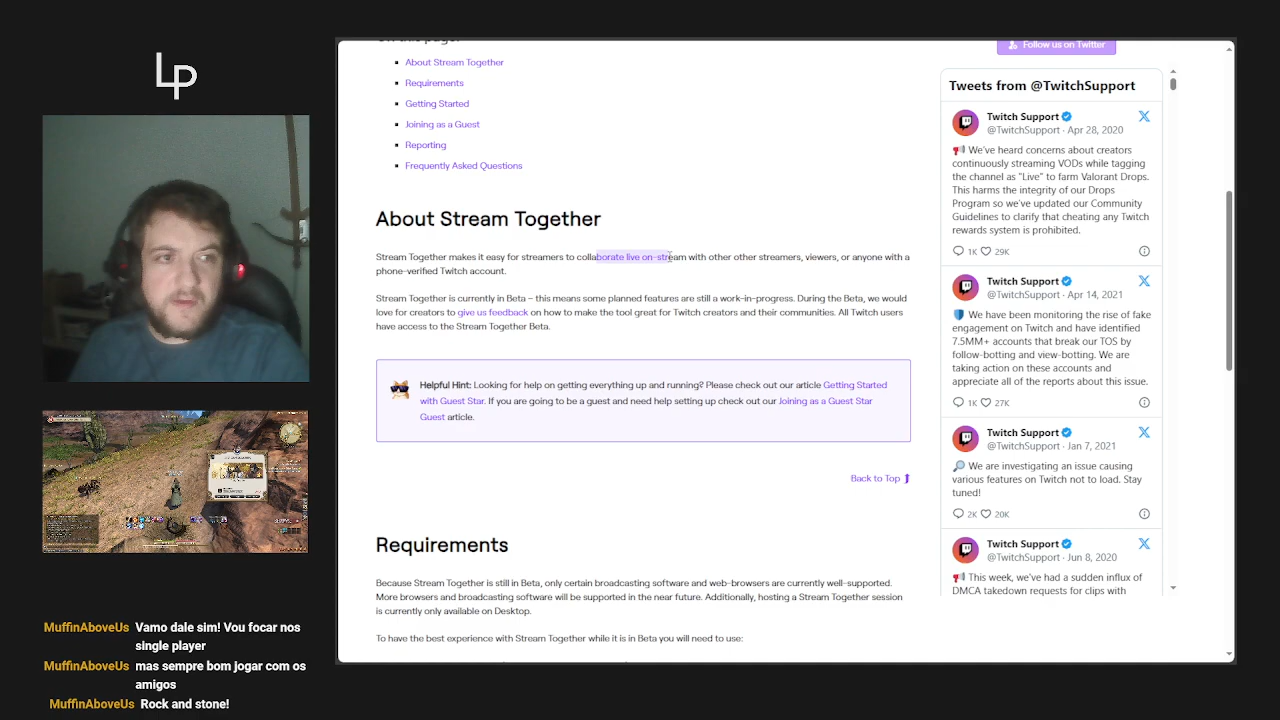 LP
On this page:
About Stream Together
Requirements
Getting Started
Joining as a Guest
Reporting
Frequently Asked Questions
About Stream Together
Stream Together makes it easy for streamers to collaborate live on-stream with other other streamers, viewers, or anyone with a
phone-verified Twitch account.
Stream Together is currently in Beta – this means some planned features are still a work-in-progress. During the Beta, we would
love for creators to give us feedback on how to make the tool great for Twitch creators and their communities. All Twitch users
have access to the Stream Together Beta.
Helpful Hint: Looking for help on getting everything up and running? Please check out our article Getting Started
with Guest Star. If you are going to be a guest and need help setting up check out our Joining as a Guest Star
Guest article.
Back to Top
Requirements
Because Stream Together is still in Beta, only certain broadcasting software and web-browsers are currently well-supported.
More browsers and broadcasting software will be supported in the near future. Additionally, hosting a Stream Together session
is currently only available on Desktop.
To have the best experience with Stream Together while it is in Beta you will need to use:
Follow us on Twitter
Tweets from @TwitchSupport
Twitch Support
@TwitchSupport · Apr 28, 2020
We've heard concerns about creators
continuously streaming VODs while tagging
the channel as "Live" to farm Valorant Drops.
This harms the integrity of our Drops
Program so we've updated our Community
Guidelines to clarify that cheating any Twitch
rewards system is prohibited.
1K 29K
Twitch Support
@TwitchSupport · Apr 14, 2021
We have been monitoring the rise of fake
engagement on Twitch and have identified
7.5MM+ accounts that break our TOS by
follow-botting and view-botting. We are
taking action on these accounts and
appreciate all of the reports about this issue.
1K 27K
Twitch Support
@TwitchSupport · Jan 7, 2021
We are investigating an issue causing
various features on Twitch not to load. Stay
tuned!
2K 20K
Twitch Support
@TwitchSupport · Jun 8, 2020
This week, we've had a sudden influx of
DMCA takedown requests for clips with
MuffinAboveUs Vamo dale sim! Vou focar nos
single player
MuffinAboveUs mas sempre bom jogar com os
amigos
MuffinAboveUs Rock and stone!